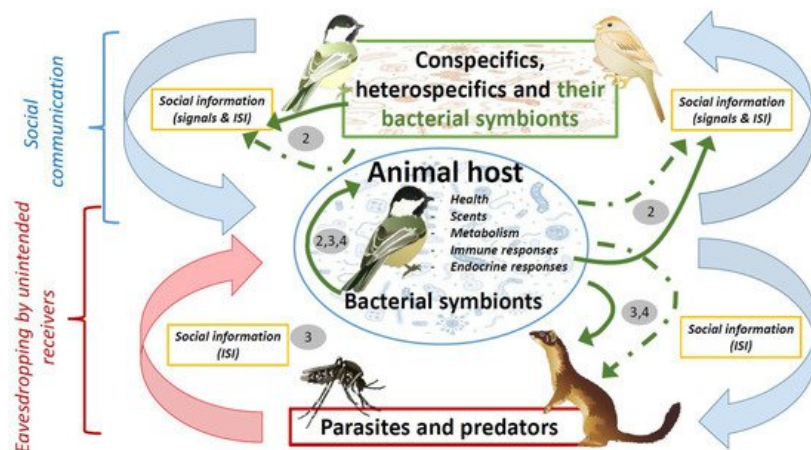 Social
communication
Eavesdropping by unintended
receivers
Conspecifics,
heterospecifics and their
bacterial symbionts
Social information
(signals & ISI)
Social information
(signals & ISI)
2
Animal host
2
- Health
- Scents
- Metabolism
- Immune responses
- Endocrine responses
2,3,4
Bacterial symbionts
3,4
Social information
(ISI)
3
Social information
(ISI)
Parasites and predators